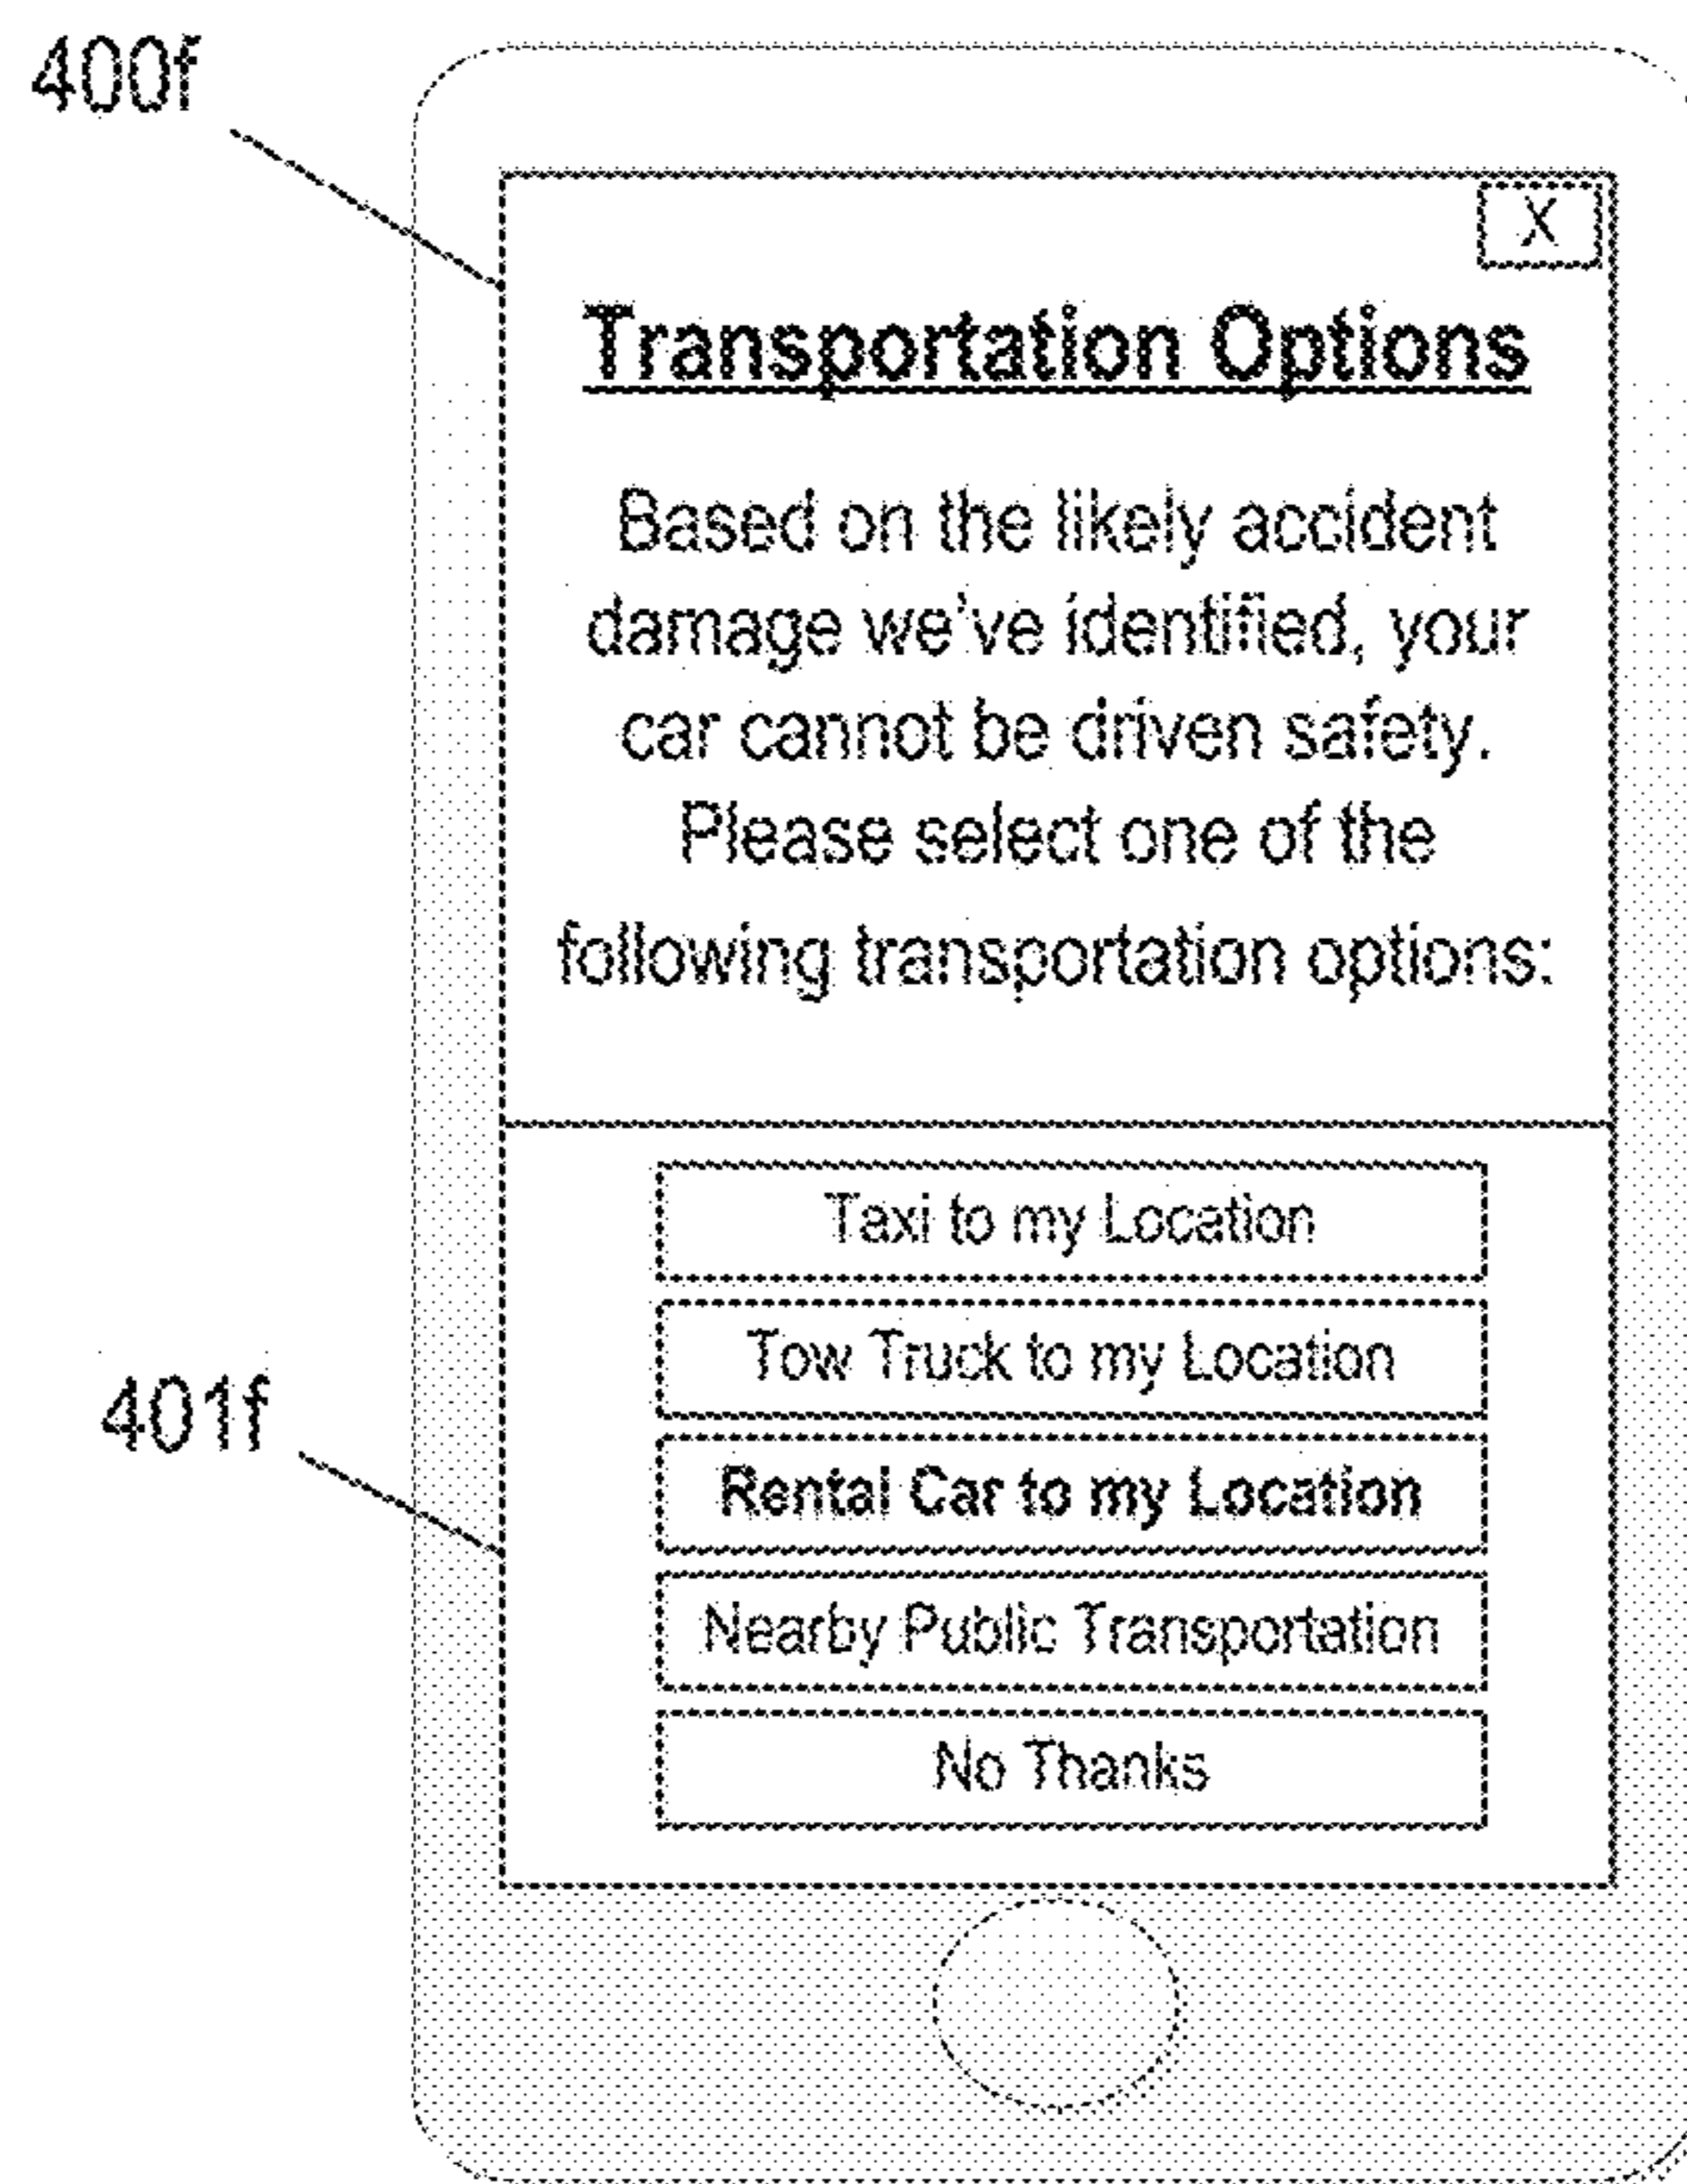 400f
X
Transportation Options
Based on the likely accident
damage we've identified, your
car cannot be driven safety.
Please select one of the
following transportation options:
Taxi to my Location
Tow Truck to my Location
401f
Rental Car to my Location
Nearby Public Transportation
No Thanks